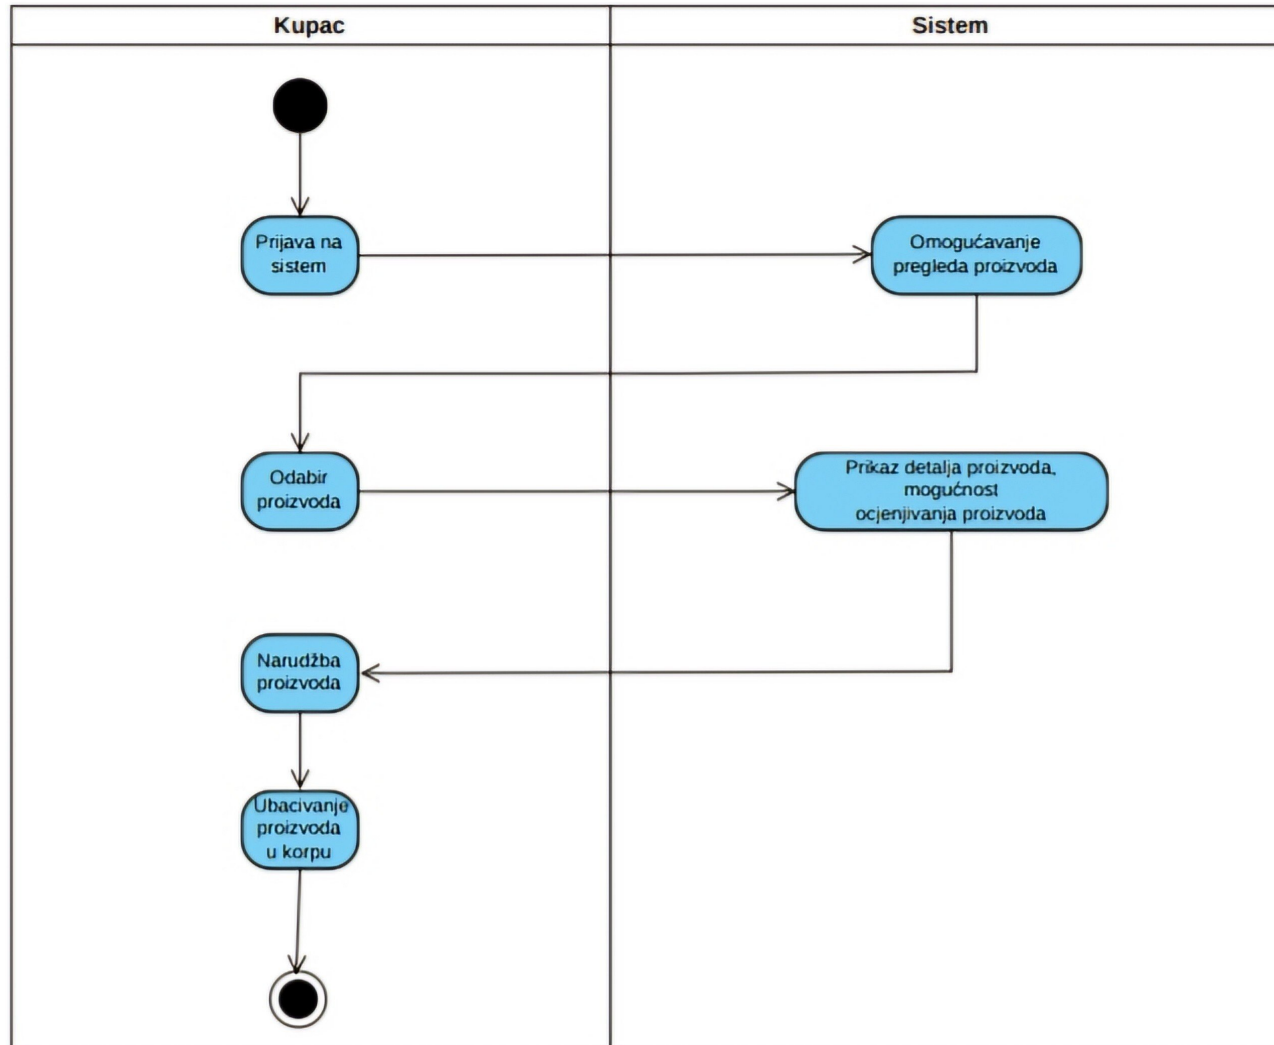 Kupac
Sistem
Prijava na
sistem
Omogućavanje
pregleda proizvoda
Odabir
proizvoda
Prikaz detalja proizvoda,
mogućnost
ocjenjivanja proizvoda
Narudžba
proizvoda
Ubacivanje
proizvoda
u korpu